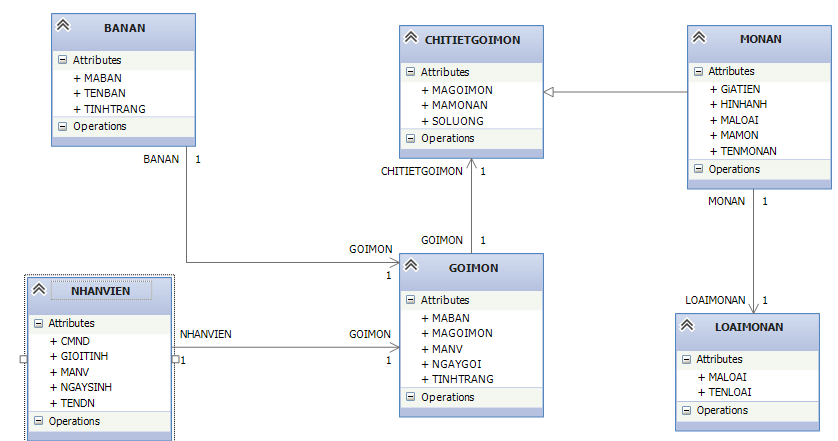 BANAN
Attributes
+ MABAN
+ TENBAN
+ TINHTRANG
Operations
CHITIETGOIMON
Attributes
+ MAGOIMON
+ MAMONAN
+ SOLUONG
Operations
MONAN
Attributes
+ GiATIEN
+ HINHANH
+ MALOAI
+ MAMON
+ TENMONAN
Operations
BANAN 1
CHITIETGOIMON 1
MONAN 1
GOIMON
1
GOIMON 1
LOAIMONAN 1
NHANVIEN
Attributes
+ CMND
+ GIOITINH
+ MANV
+ NGAYSINH
+ TENDN
Operations
NHANVIEN
1
GOIMON
1
GOIMON
Attributes
+ MABAN
+ MAGOIMON
+ MANV
+ NGAYGOI
+ TINHTRANG
Operations
LOAIMONAN
Attributes
+ MALOAI
+ TENLOAI
Operations